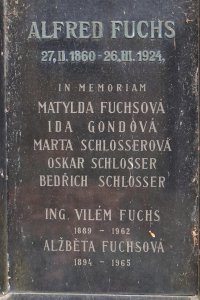 ALFRED FUCHS
27.II.1860 - 26.III.1924.
IN MEMORIAM
MATYLDA FUCHSOVÁ
IDA GONDOVÁ
MARTA SCHLOSSEROVÁ
OSKAR SCHLOSSER
BEDŘICH SCHLOSSER
ING. VILÉM FUCHS
1889 - 1962
ALŽBĚTA FUCHSOVÁ
1894 - 1965